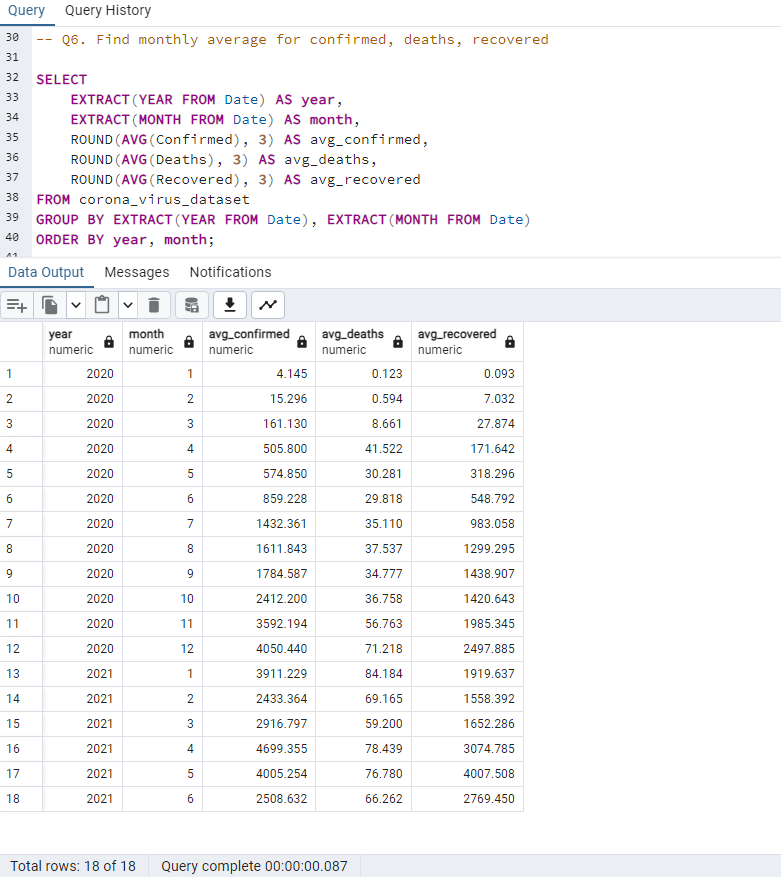 Query Query History
30 -- Q6. Find monthly average for confirmed, deaths, recovered
31
32 SELECT
33 EXTRACT(YEAR FROM Date) AS year,
34 EXTRACT(MONTH FROM Date) AS month,
35 ROUND(AVG(Confirmed), 3) AS avg_confirmed,
36 ROUND(AVG(Deaths), 3) AS avg_deaths,
37 ROUND(AVG(Recovered), 3) AS avg_recovered
38 FROM corona_virus_dataset
39 GROUP BY EXTRACT(YEAR FROM Date), EXTRACT(MONTH FROM Date)
40 ORDER BY year, month;
41
Data Output Messages Notifications
year month avg_confirmed avg_deaths avg_recovered
numeric numeric numeric numeric numeric
1 2020 1 4.145 0.123 0.093
2 2020 2 15.296 0.594 7.032
3 2020 3 161.130 8.661 27.874
4 2020 4 505.800 41.522 171.642
5 2020 5 574.850 30.281 318.296
6 2020 6 859.228 29.818 548.792
7 2020 7 1432.361 35.110 983.058
8 2020 8 1611.843 37.537 1299.295
9 2020 9 1784.587 34.777 1438.907
10 2020 10 2412.200 36.758 1420.643
11 2020 11 3592.194 56.763 1985.345
12 2020 12 4050.440 71.218 2497.885
13 2021 1 3911.229 84.184 1919.637
14 2021 2 2433.364 69.165 1558.392
15 2021 3 2916.797 59.200 1652.286
16 2021 4 4699.355 78.439 3074.785
17 2021 5 4005.254 76.780 4007.508
18 2021 6 2508.632 66.262 2769.450
Total rows: 18 of 18 Query complete 00:00:00.087